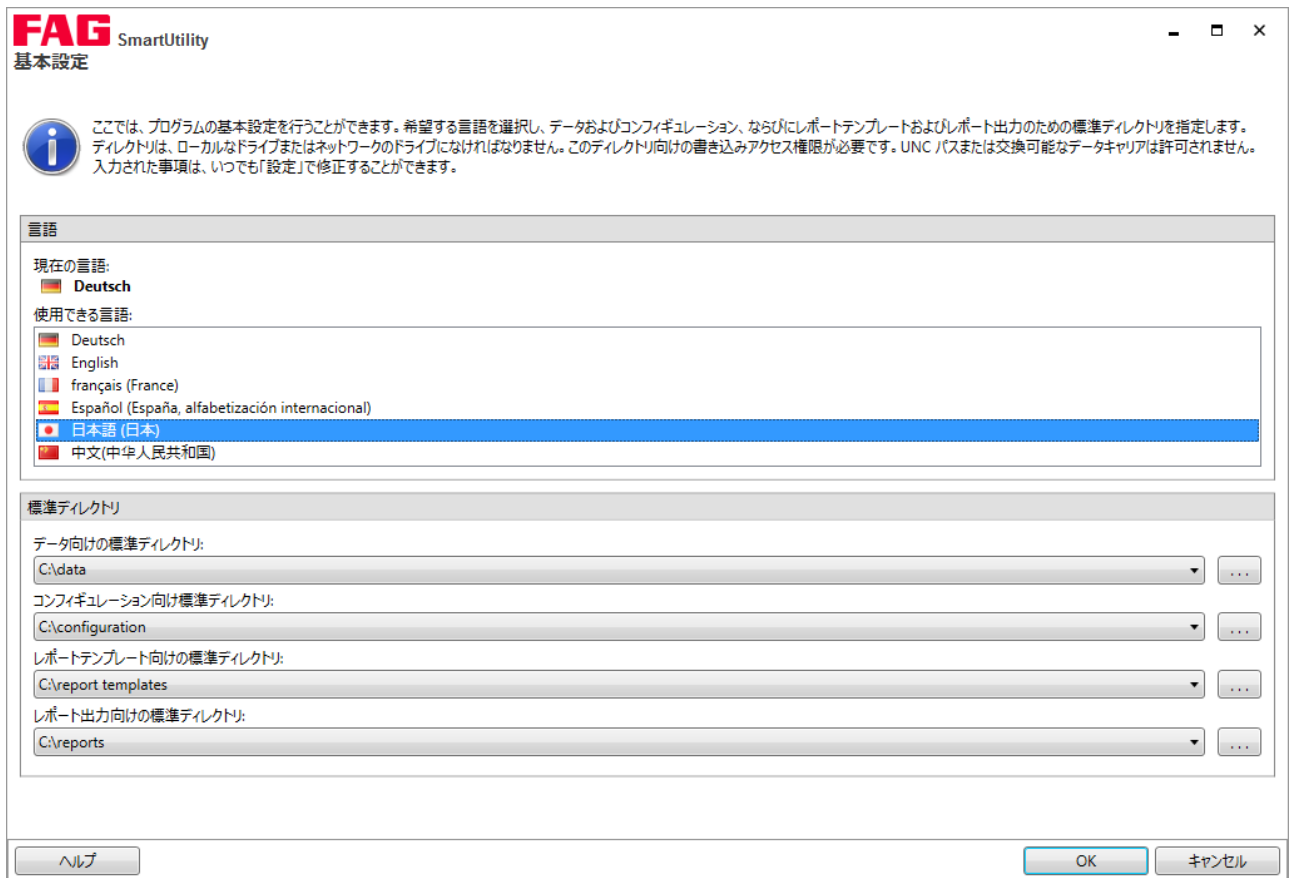 FAG SmartUtility
基本設定
ここでは、プログラムの基本設定を行うことができます。希望する言語を選択し、データおよびコンフィギュレーション、ならびにレポートテンプレートおよびレポート出力のための標準ディレクトリを指定します。
ディレクトリは、ローカルなドライブまたはネットワークのドライブになければなりません。このディレクトリ向けの書き込みアクセス権限が必要です。UNC パスまたは交換可能なデータキャリアは許可されません。
入力された事項は、いつでも「設定」で修正することができます。
言語
現在の言語:
Deutsch
使用できる言語:
Deutsch
English
français (France)
Español (España, alfabetización internacional)
日本語 (日本)
中文(中华人民共和国)
標準ディレクトリ
データ向けの標準ディレクトリ:
C:\data
...
コンフィギュレーション向け標準ディレクトリ:
C:\configuration
...
レポートテンプレート向けの標準ディレクトリ:
C:\report templates
...
レポート出力向けの標準ディレクトリ:
C:\reports
...
ヘルプ OK キャンセル